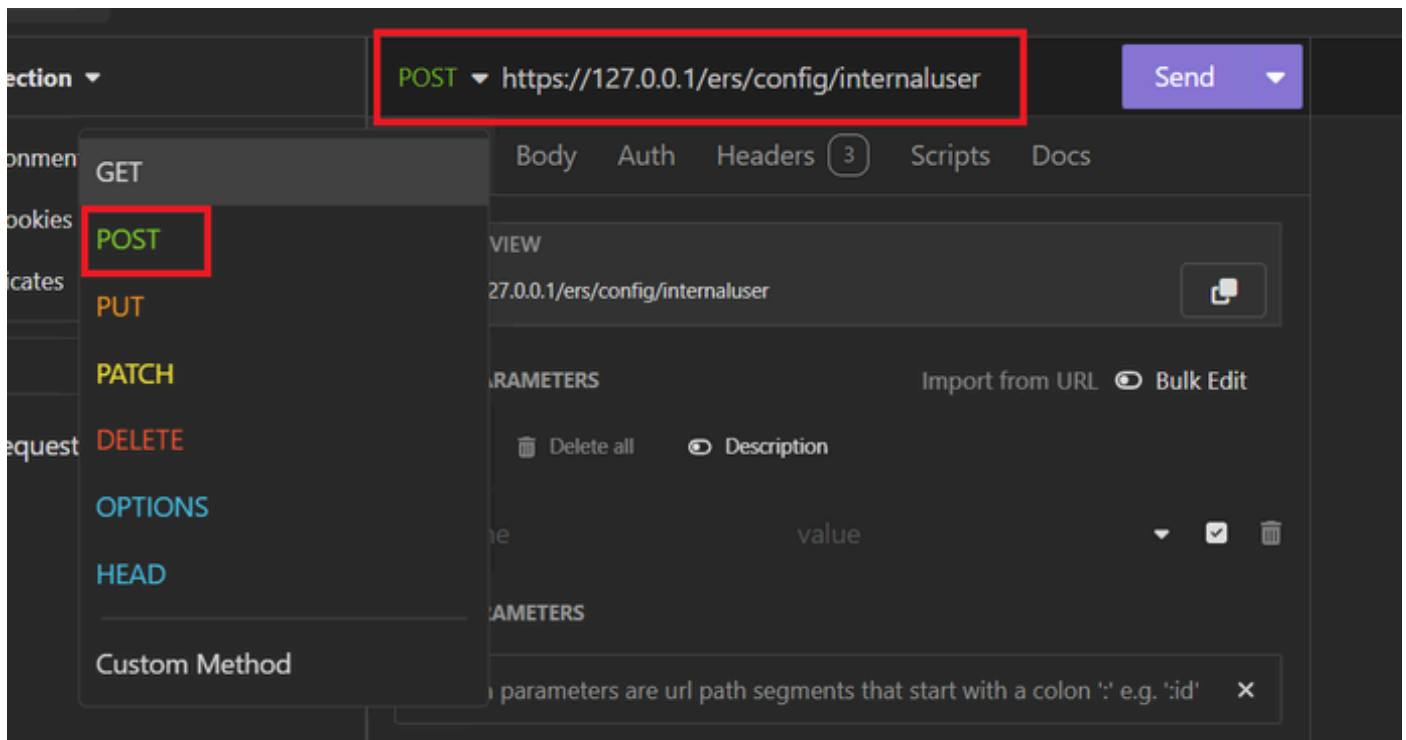 ection
POST https://127.0.0.1/ers/config/internaluser Send
onmen
GET
Body Auth Headers 3 Scripts Docs
ookies
POST
VIEW
icates
27.0.0.1/ers/config/internaluser
PUT
PATCH
RAMETERS Import from URL Bulk Edit
equest
DELETE
Delete all Description
OPTIONS
ne value
HEAD
AMETERS
Custom Method
parameters are url path segments that start with a colon ':' e.g. ':id'